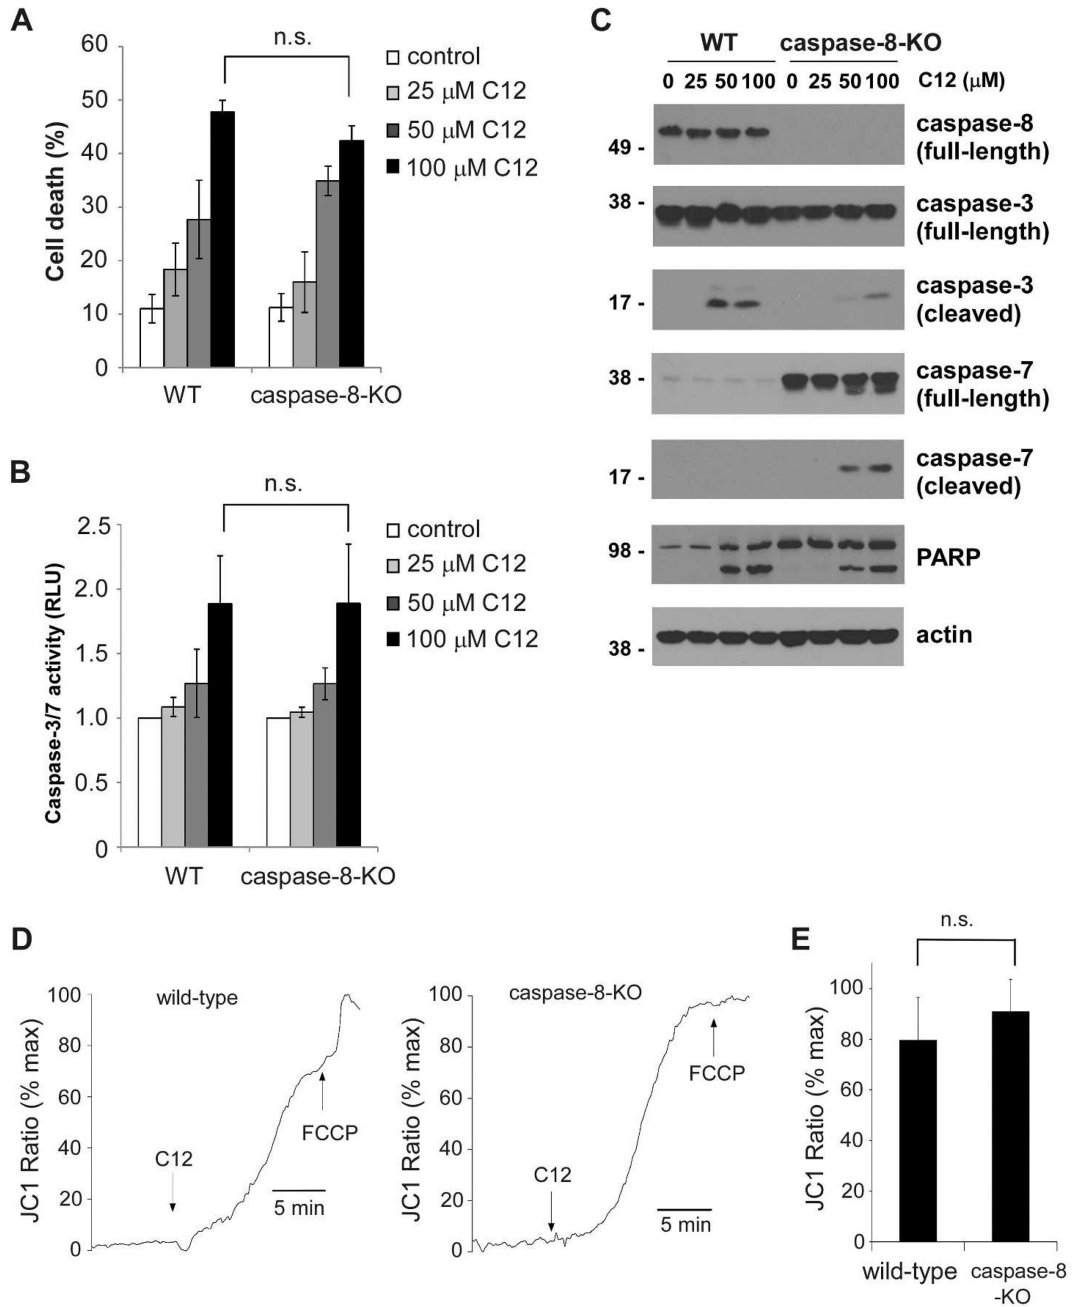 A
60
50
40
30
20
10
0
Cell death (%)
n.s.
control
25 μM C12
50 μM C12
100 μM C12
WT
caspase-8-KO
B
2.5
2.0
1.5
1.0
0.5
0
Caspase-3/7 activity (RLU)
n.s.
control
25 μM C12
50 μM C12
100 μM C12
WT
caspase-8-KO
C
WT caspase-8-KO
0 25 50 100 0 25 50 100 C12 (μM)
49 -
caspase-8
(full-length)
38 -
caspase-3
(full-length)
17 -
caspase-3
(cleaved)
38 -
caspase-7
(full-length)
17 -
caspase-7
(cleaved)
98 -
PARP
38 -
actin
D
JC1 Ratio (% max)
100
80
60
40
20
0
wild-type
C12
FCCP
5 min
JC1 Ratio (% max)
100
80
60
40
20
0
caspase-8-KO
C12
FCCP
5 min
E
n.s.
JC1 Ratio (% max)
100
80
60
40
20
0
wild-type
caspase-8
-KO